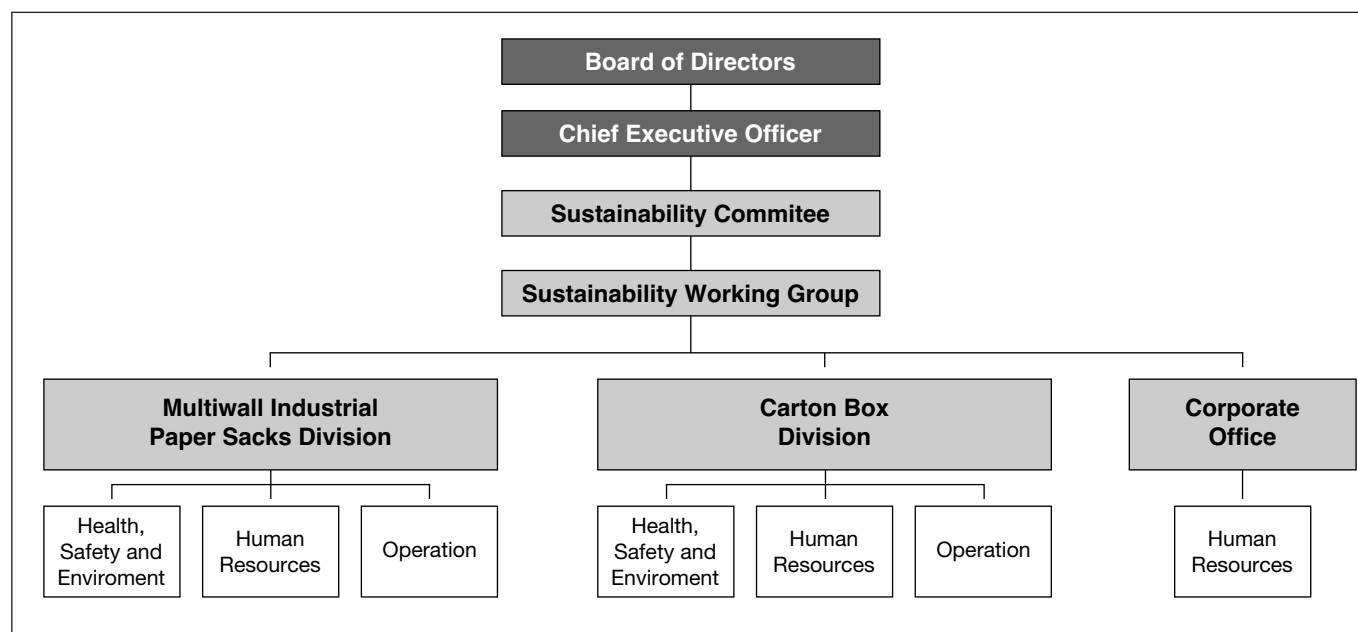 Board of Directors
Chief Executive Officer
Sustainability Commitee
Sustainability Working Group
Multiwall Industrial
Paper Sacks Division
Carton Box
Division
Corporate
Office
Health,
Safety and
Enviroment
Human
Resources
Operation
Health,
Safety and
Enviroment
Human
Resources
Operation
Human
Resources